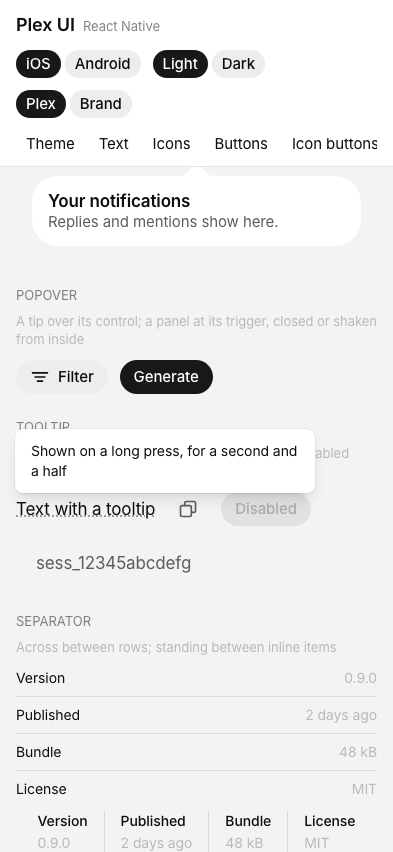 Plex UI React Native
iOS Android Light Dark
Plex Brand
Theme Text Icons Buttons Icon buttons
Your notifications
Replies and mentions show here.
POPOVER
A tip over its control; a panel at its trigger, closed or shaken
from inside
Filter Generate
TOOLTIP
Shown on a long press, for a second and
a half
Text with a tooltip Disabled
sess_12345abcdefg
SEPARATOR
Across between rows; standing between inline items
Version 0.9.0
Published 2 days ago
Bundle 48 kB
License MIT
Version Published Bundle License
0.9.0 2 days ago 48 kB MIT